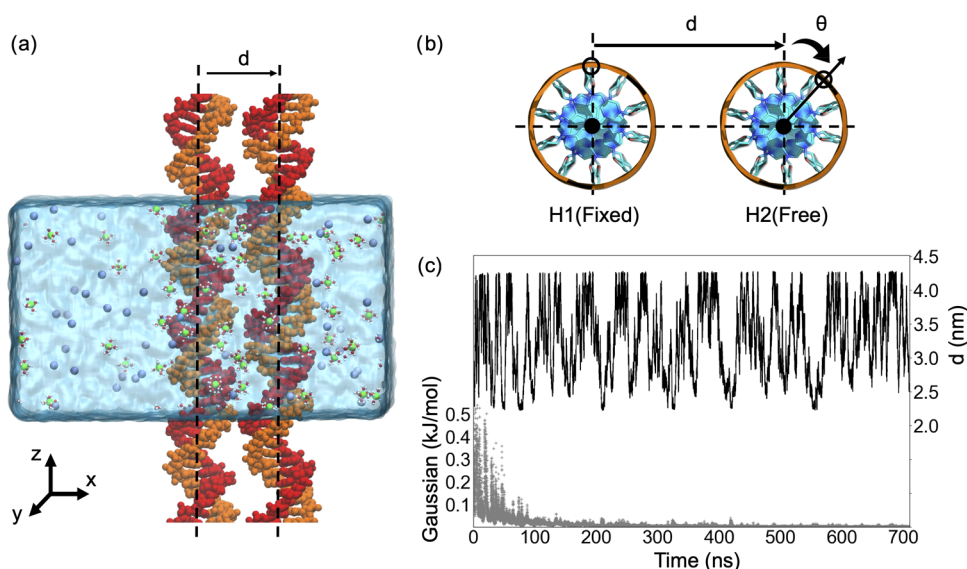 (a)
d
z
x
y
(b)
d
θ
H1(Fixed)
H2(Free)
(c)
4.5
4.0
3.5
3.0
2.5
2.0
d (nm)
0.5
0.4
0.3
0.2
0.1
Gaussian (kJ/mol)
0 100 200 300 400 500 600 700
Time (ns)